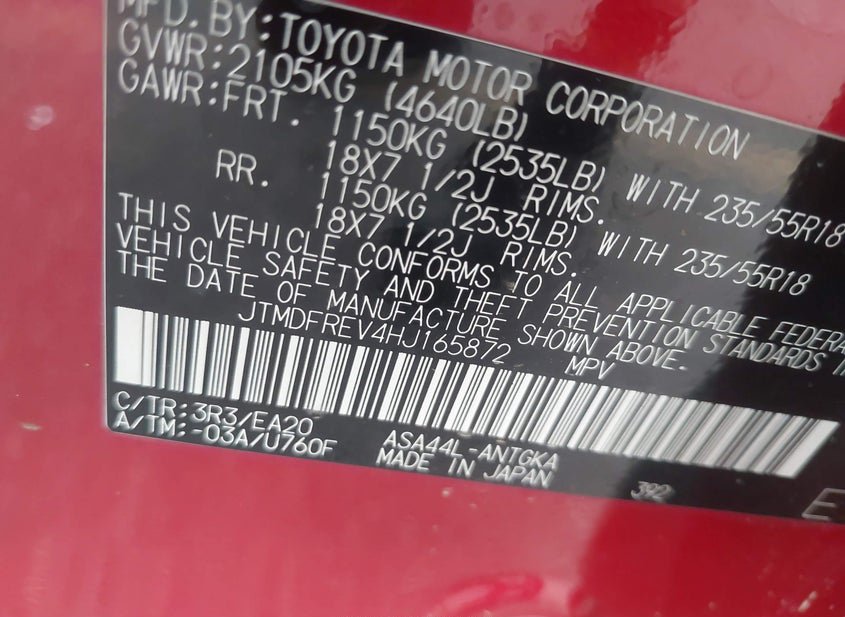 MFD.BY:TOYOTA MOTOR CORPORATION
GVWR:2105KG (4640LB)
GAWR:FRT. 1150KG (2535LB) WITH 235/55R18
18X7 1/2J RIMS.
RR. 1150KG (2535LB) WITH 235/55R18
18X7 1/2J RIMS.
THIS VEHICLE CONFORMS TO ALL APPLICABLE FEDERA
VEHICLE SAFETY AND THEFT PREVENTION STANDARDS I
THE DATE OF MANUFACTURE SHOWN ABOVE.
JTMDFREV4HJ165872 MPV
C/TR:3R3/EA20 ASA44L-ANTGKA
A/TM:-03A/U760F MADE IN JAPAN
392
E